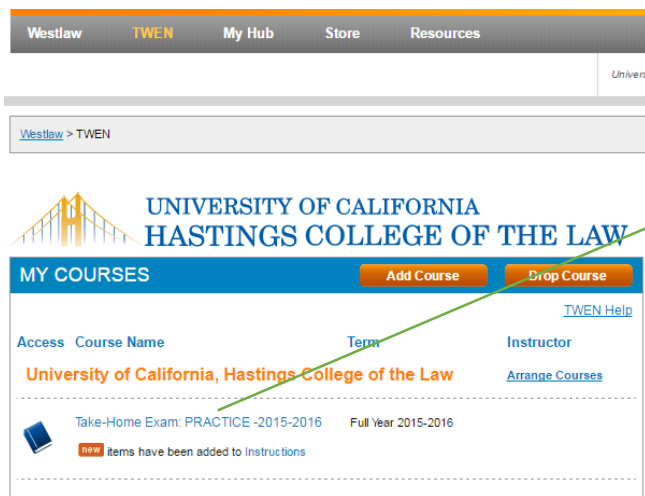 Westlaw TWEN My Hub Store Resources
Westlaw > TWEN
UNIVERSITY OF CALIFORNIA
HASTINGS COLLEGE OF THE LAW
MY COURSES Add Course Drop Course
TWEN Help
Access Course Name Term Instructor
University of California, Hastings College of the Law Arrange Courses
Take-Home Exam: PRACTICE -2015-2016 Full Year 2015-2016
new items have been added to Instructions